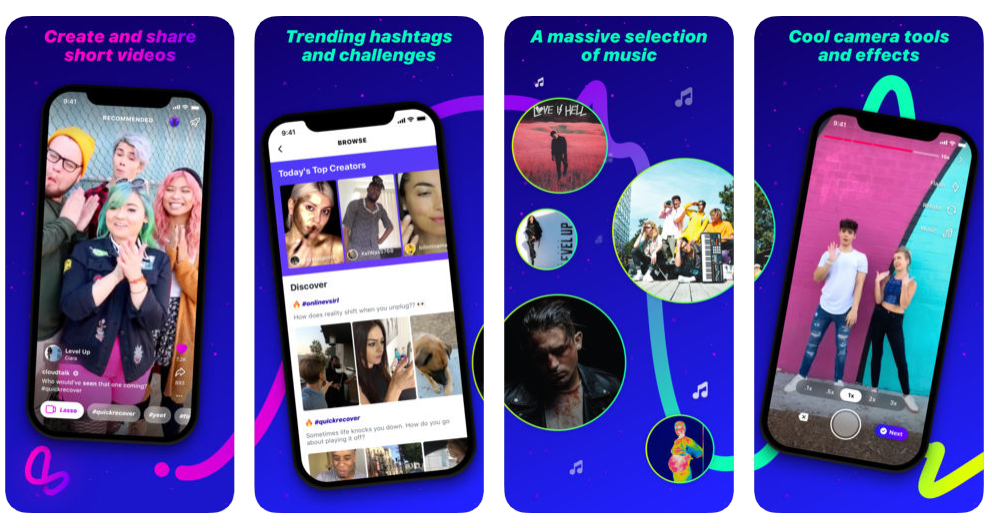 Create and share
short videos
9:41
RECOMMENDED
Level Up
Ciara
cloudtalk
Who would've seen that one coming?
#quickrecover
Lasso
#quickrecover
#yeet
Trending hashtags
and challenges
9:41
BROWSE
Today's Top Creators
Discover
#onlinevsirl
How does reality shift when you unplug??
#quickrecover
Sometimes life knocks you down. How do you go
about playing it off?
A massive selection
of music
LOVE IS HELL
Cool camera tools
and effects
9:41
.1x
.5x
1x
2x
3x
Next